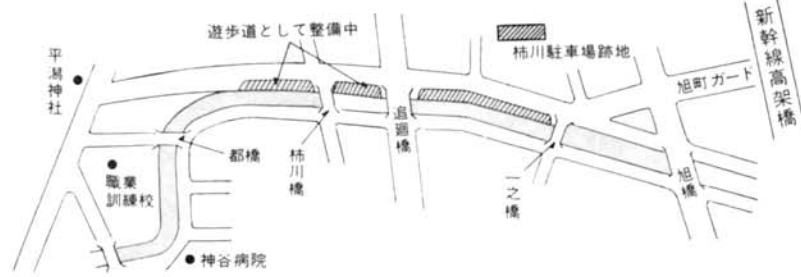 遊歩道として整備中
柿川駐車場跡地
新幹線高架橋
平潟神社
旭町ガード
追廻橋
都橋
柿川橋
一之橋
旭橋
職業
訓練校
神谷病院